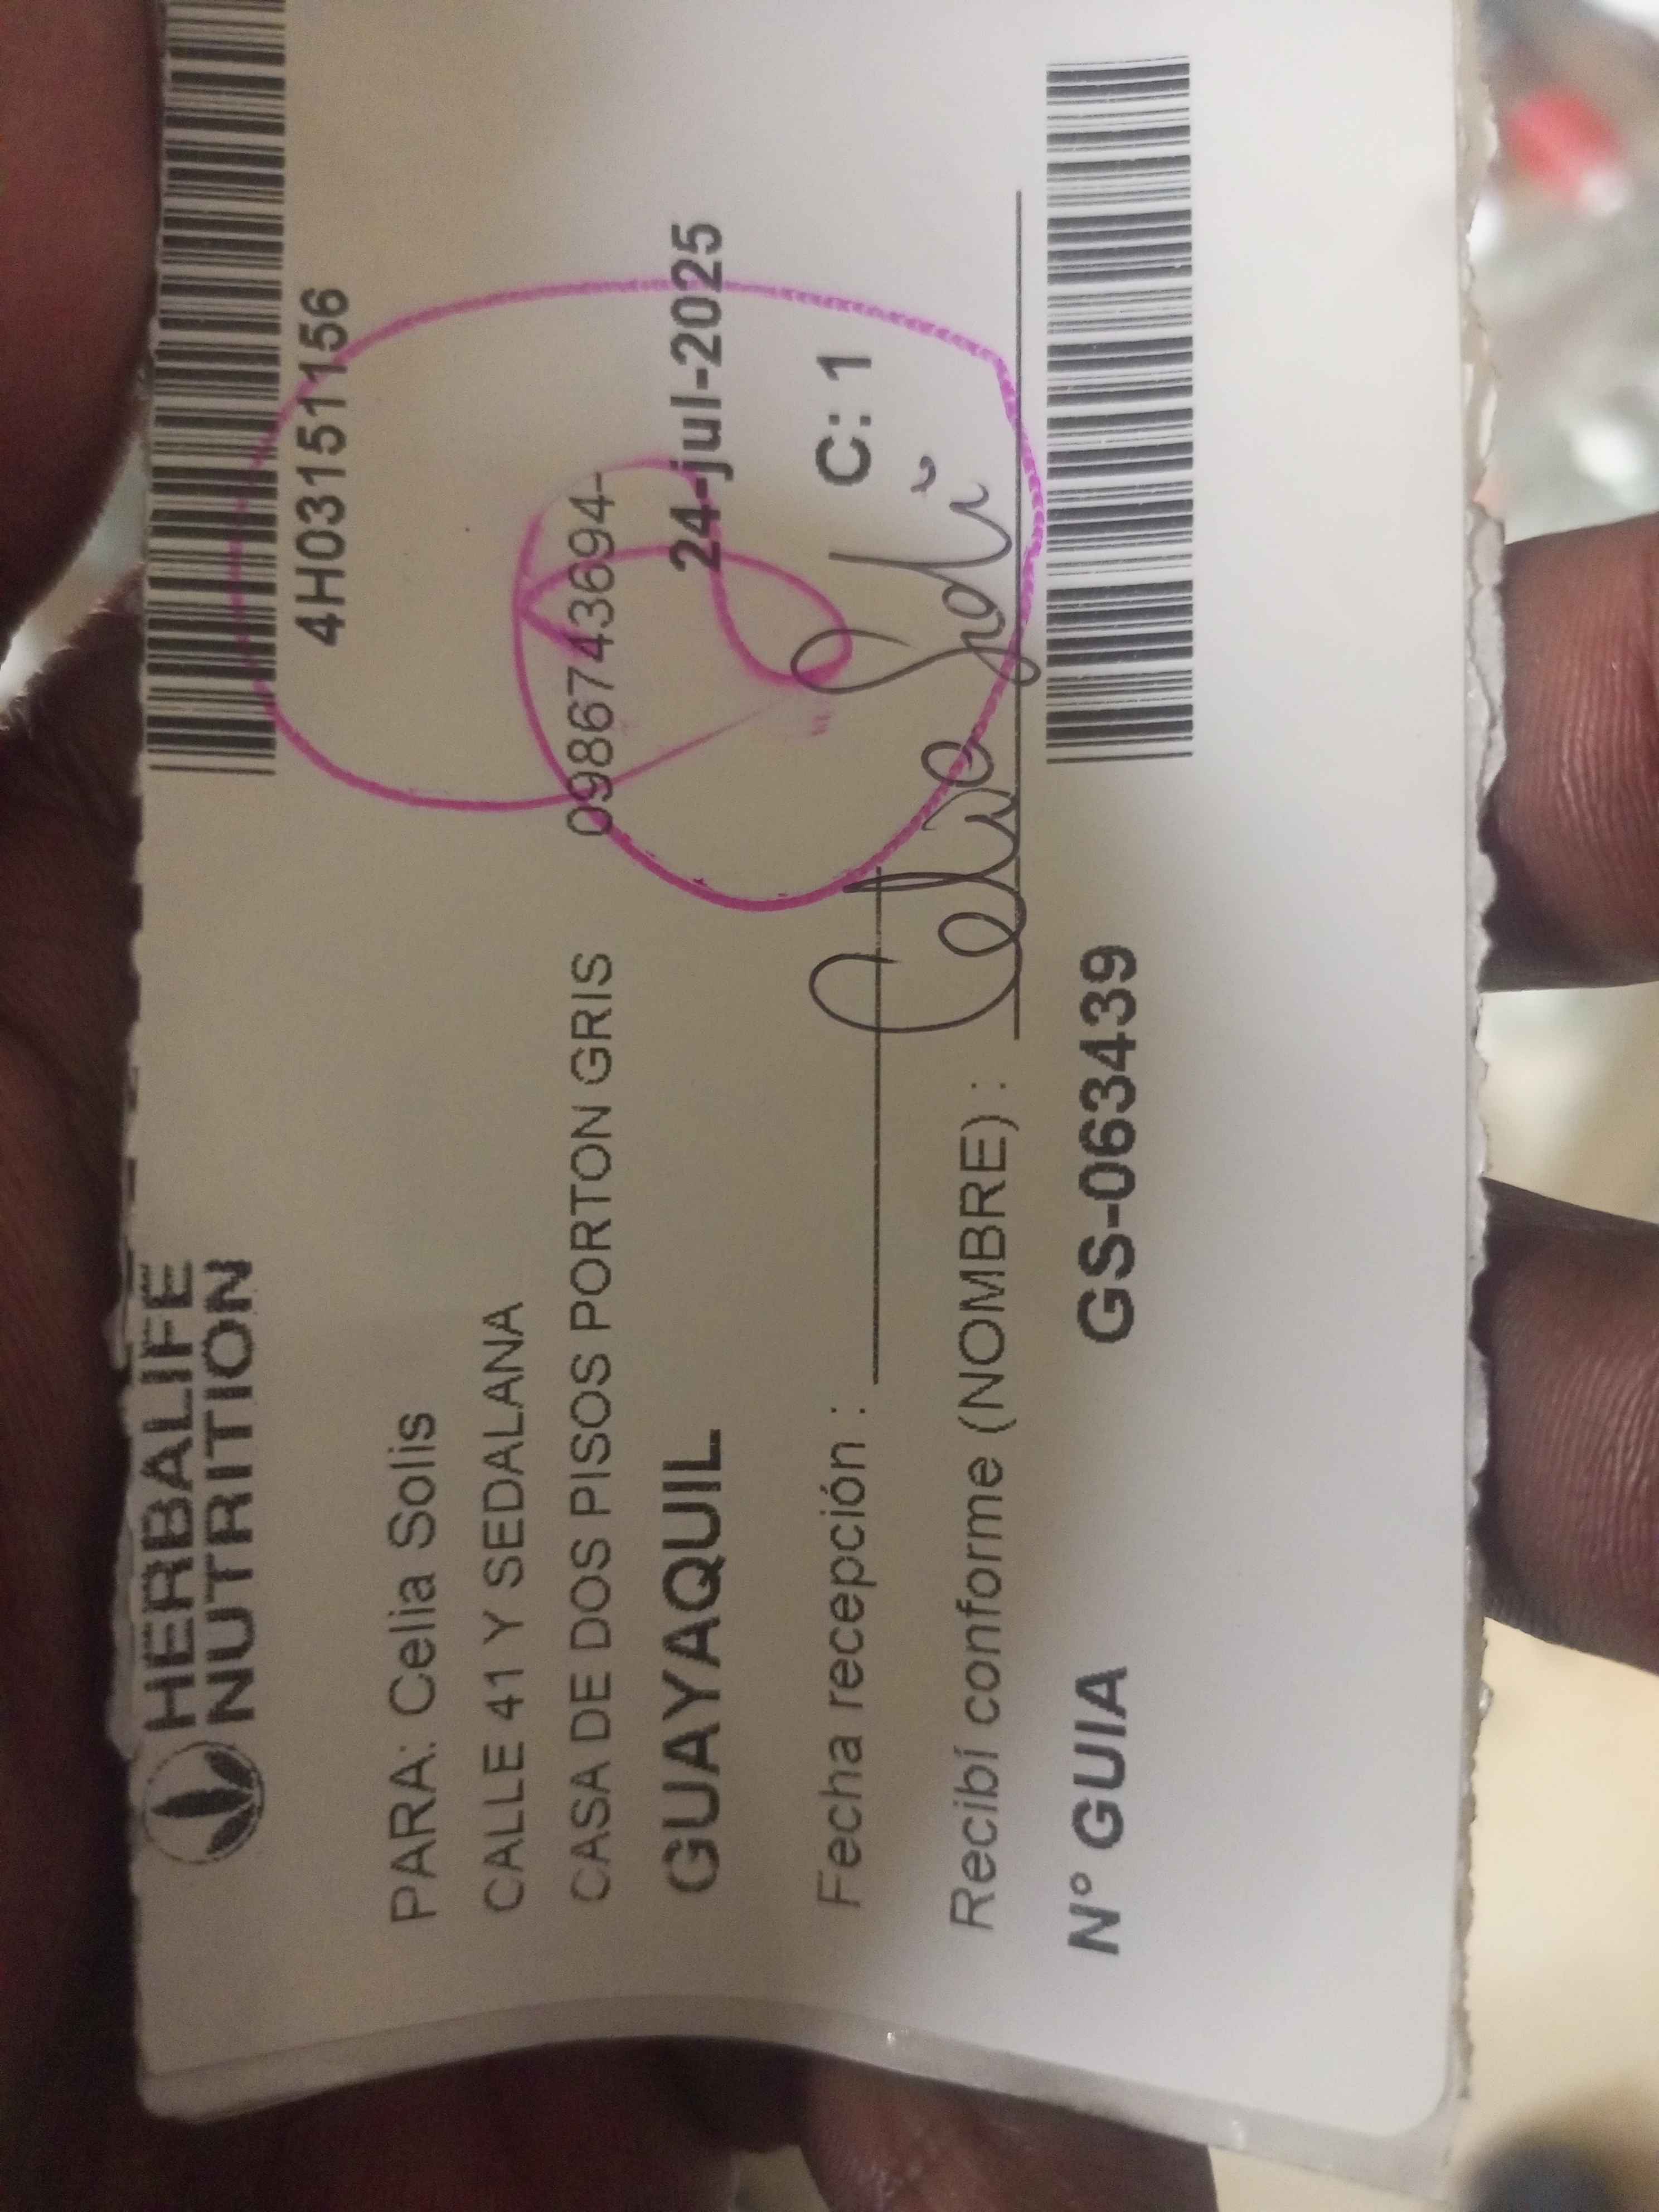 HERBALIFE
NUTRITION
4H03151156
PARA: Celia Solis
CALLE 41 Y SEDALANA
CASA DE DOS PISOS PORTON GRIS 0986743694-
GUAYAQUIL 24-jul-2025
Fecha recepción : C: 1
Recibí conforme (NOMBRE) : Celia
N° GUIA GS-063439